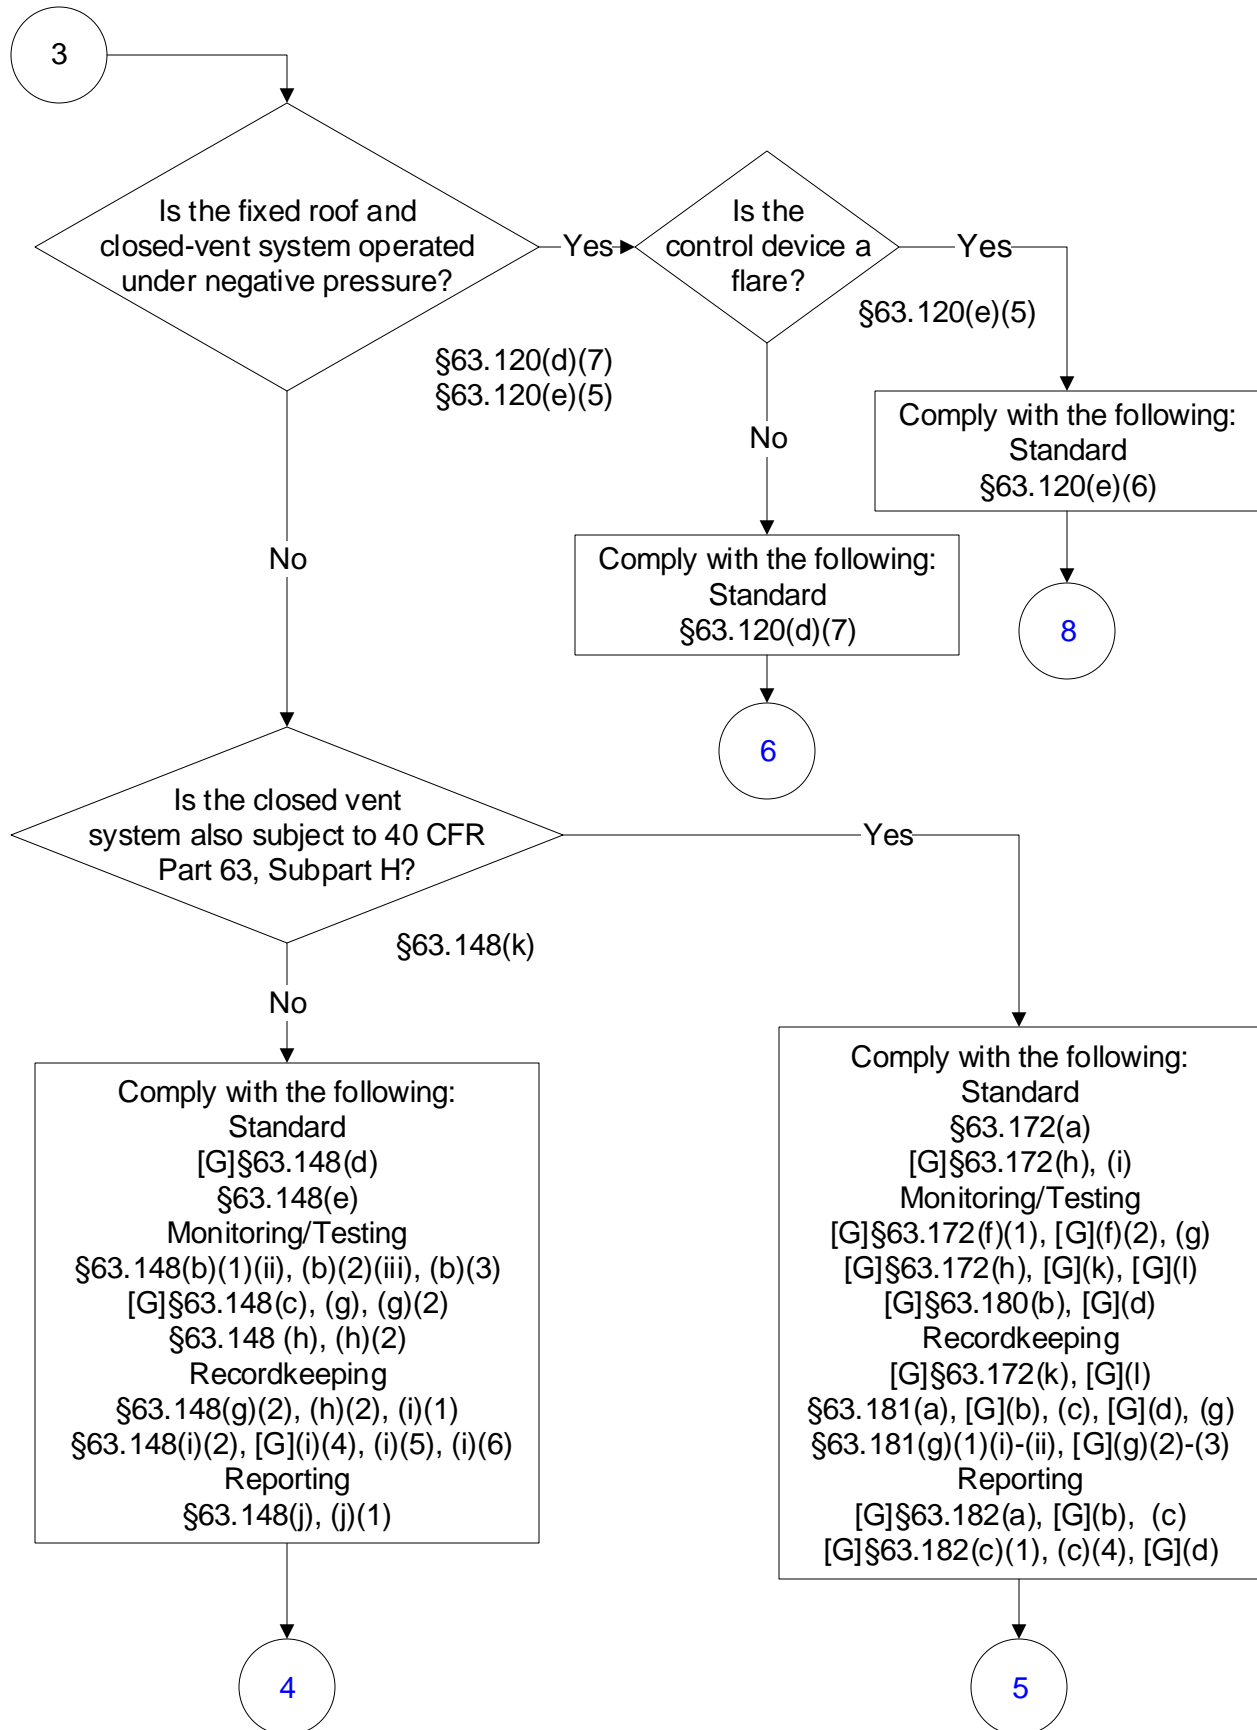 3
Is the fixed roof and
closed-vent system operated
under negative pressure?
Yes
Is the
control device a
flare?
Yes
§63.120(e)(5)
§63.120(d)(7)
§63.120(e)(5)
Comply with the following:
Standard
§63.120(e)(6)
No
8
No
Comply with the following:
Standard
§63.120(d)(7)
6
Is the closed vent
system also subject to 40 CFR
Part 63, Subpart H?
Yes
§63.148(k)
No
Comply with the following:
Standard
[G]§63.148(d)
§63.148(e)
Monitoring/Testing
§63.148(b)(1)(ii), (b)(2)(iii), (b)(3)
[G]§63.148(c), (g), (g)(2)
§63.148 (h), (h)(2)
Recordkeeping
§63.148(g)(2), (h)(2), (i)(1)
§63.148(i)(2), [G](i)(4), (i)(5), (i)(6)
Reporting
§63.148(j), (j)(1)
4
Comply with the following:
Standard
§63.172(a)
[G]§63.172(h), (i)
Monitoring/Testing
[G]§63.172(f)(1), [G](f)(2), (g)
[G]§63.172(h), [G](k), [G](l)
[G]§63.180(b), [G](d)
Recordkeeping
[G]§63.172(k), [G](l)
§63.181(a), [G](b), (c), [G](d), (g)
§63.181(g)(1)(i)-(ii), [G](g)(2)-(3)
Reporting
[G]§63.182(a), [G](b), (c)
[G]§63.182(c)(1), (c)(4), [G](d)
5